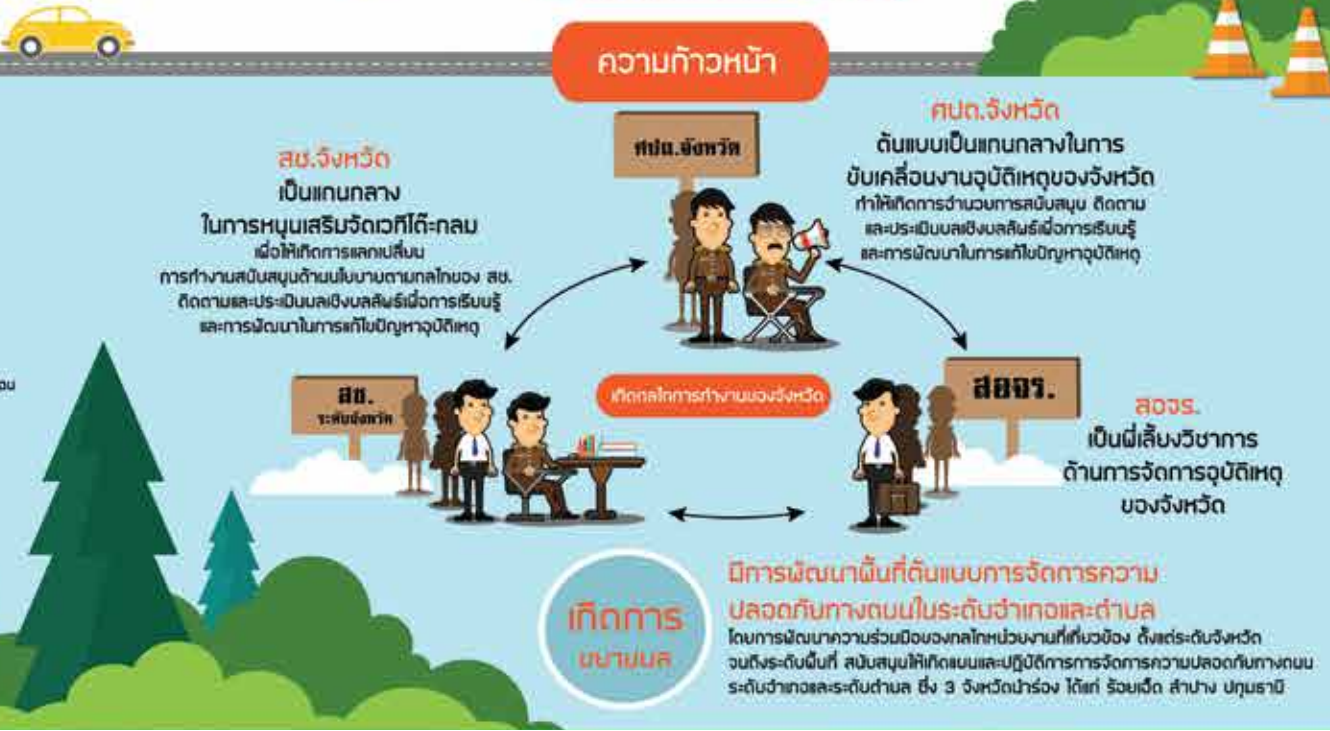 ความก้าวหน้า
สช.จังหวัด
เป็นแกนกลาง
ในการหนุนเสริมจัดเวทีโต๊ะกลม
เพื่อให้เกิดการแลกเปลี่ยน
การทำงานสนับสนุนด้านนโยบายตามกลไกของ สช.
ติดตามและประเมินผลเชิงผลลัพธ์เพื่อการเรียนรู้
และการพัฒนาในการแก้ไขปัญหาอุบัติเหตุ
ศปถ.จังหวัด
ศปถ.จังหวัด
ต้นแบบเป็นแกนกลางในการ
ขับเคลื่อนงานอุบัติเหตุของจังหวัด
ทำให้เกิดการอำนวยการสนับสนุน ติดตาม
และประเมินผลเชิงผลลัพธ์เพื่อการเรียนรู้
และการพัฒนาในการแก้ไขปัญหาอุบัติเหตุ
สช.
ระดับจังหวัด
เกิดกลไกการทำงานของจังหวัด
สอจร.
สอจร.
เป็นพี่เลี้ยงวิชาการ
ด้านการจัดการอุบัติเหตุ
ของจังหวัด
เกิดการ
ขยายผล
มีการพัฒนาพื้นที่ต้นแบบการจัดการความ
ปลอดภัยทางถนนในระดับอำเภอและตำบล
โดยการพัฒนาความร่วมมือของกลไกหน่วยงานที่เกี่ยวข้อง ตั้งแต่ระดับจังหวัด
จนถึงระดับพื้นที่ สนับสนุนให้เกิดแผนและปฏิบัติการการจัดการความปลอดภัยทางถนน
ระดับอำเภอและระดับตำบล ซึ่ง 3 จังหวัดนำร่อง ได้แก่ ร้อยเอ็ด ลำปาง ปทุมธานี